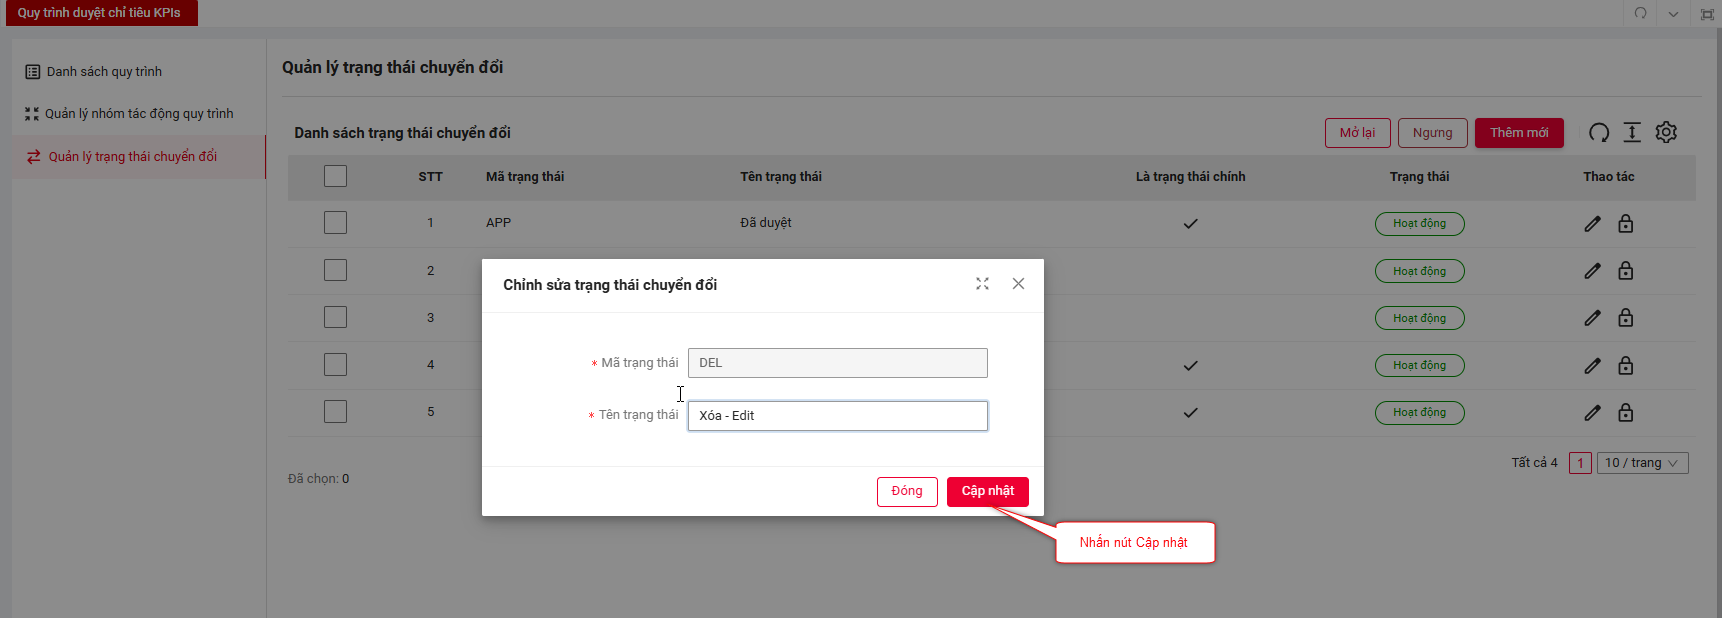 Quy trình duyệt chỉ tiêu KPIs
Danh sách quy trình
Quản lý nhóm tác động quy trình
Quản lý trạng thái chuyển đổi
Quản lý trạng thái chuyển đổi
Danh sách trạng thái chuyển đổi
Mở lại Ngưng Thêm mới
STT Mã trạng thái Tên trạng thái Là trạng thái chính Trạng thái Thao tác
1 APP Đã duyệt Hoạt động
2 Hoạt động
3 Hoạt động
4 Hoạt động
5 Hoạt động
Tất cả 4 1 10 / trang
Đã chọn: 0
Chỉnh sửa trạng thái chuyển đổi
* Mã trạng thái DEL
* Tên trạng thái Xóa - Edit
Đóng Cập nhật
Nhấn nút Cập nhật